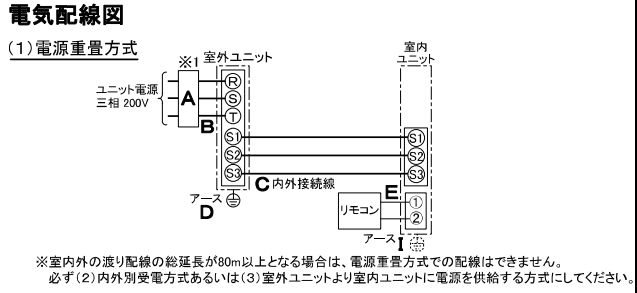 電気配線図
(1)電源重畳方式
※1
室外ユニット
室内
ユニット
ユニット電源
三相 200V
A
R
S
T
B
S1
S2
S3
S1
S2
S3
C 内外接続線
アース
D
E
リモコン
①
②
アース I
※室内外の渡り配線の総延長が80m以上となる場合は、電源重畳方式での配線はできません。
必ず(2)内外別受電方式あるいは(3)室外ユニットより室内ユニットに電源を供給する方式にしてください。